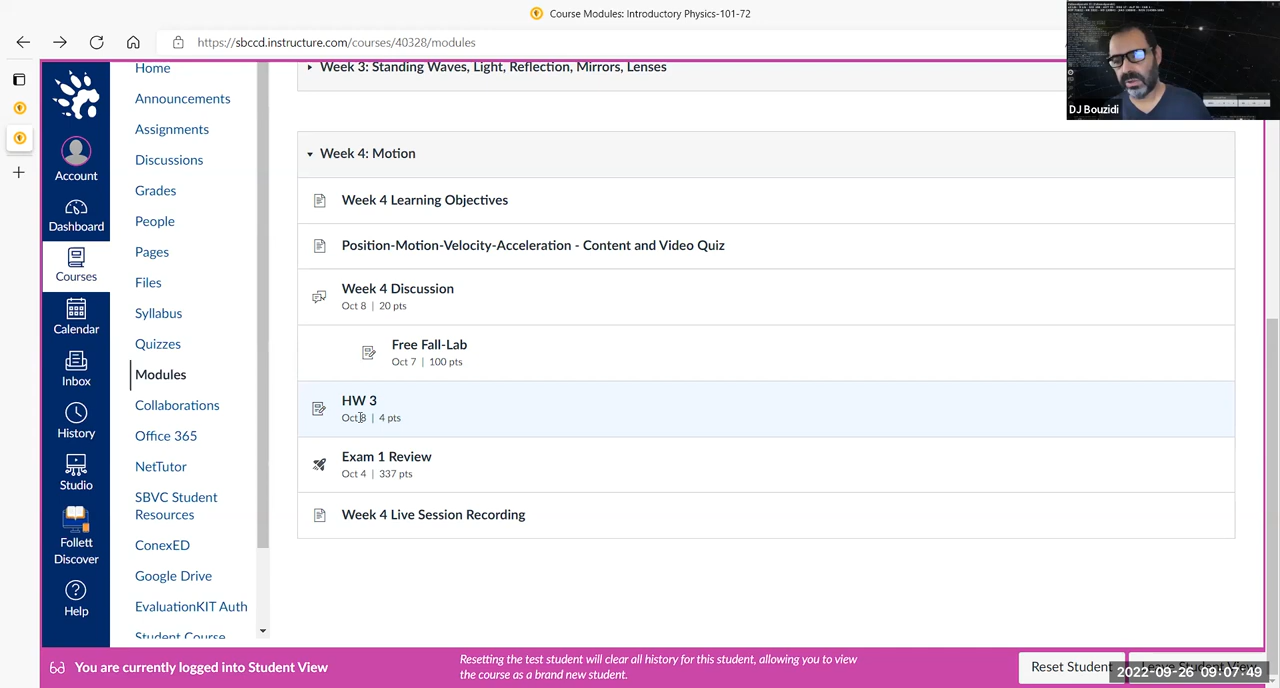 Course Modules: Introductory Physics-101-72
https://sbccd.instructure.com/courses/40328/modules
DJ Bouzidi
Account
Dashboard
Courses
Calendar
Inbox
History
Studio
Follett
Discover
Help
Home
Announcements
Assignments
Discussions
Grades
People
Pages
Files
Syllabus
Quizzes
Modules
Collaborations
Office 365
NetTutor
SBVC Student
Resources
ConexED
Google Drive
EvaluationKIT Auth
Student Course
Waves, Light, Reflection, Mirrors, Lenses
Week 4: Motion
Week 4 Learning Objectives
Position-Motion-Velocity-Acceleration - Content and Video Quiz
Week 4 Discussion
Oct 8 | 20 pts
Free Fall-Lab
Oct 7 | 100 pts
HW 3
Oct 8 | 4 pts
Exam 1 Review
Oct 4 | 337 pts
Week 4 Live Session Recording
You are currently logged into Student View
Resetting the test student will clear all history for this student, allowing you to view
the course as a brand new student.
Reset Student
Leave Student View
2022-09-26 09:07:49